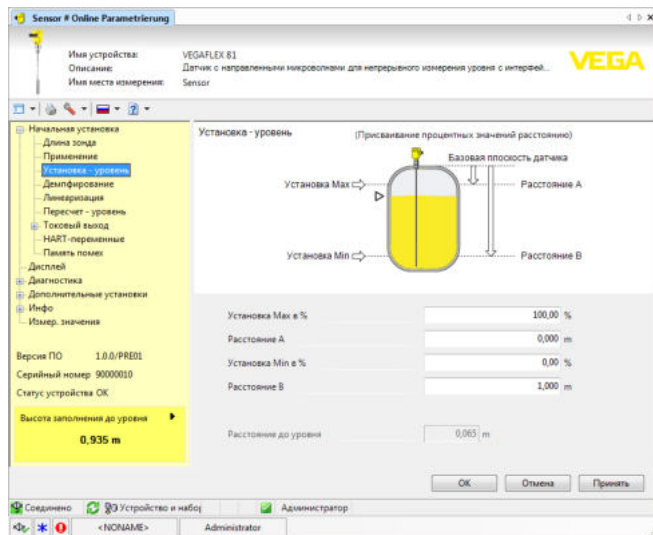 Sensor # Online Parametrierung
Имя устройства: VEGAFLEX 81
Описание: Датчик с направленными микроволнами для непрерывного измерения уровня с интерфей...
Имя места измерения: Sensor
VEGA
Начальная установка
Длина зонда
Применение
Установка - уровень
Демпфирование
Линеаризация
Пересчет - уровень
Токовый выход
HART-переменные
Память помех
Дисплей
Диагностика
Дополнительные установки
Инфо
Измер. значения
Версия ПО 1.0.0/PRE01
Серийный номер 90000010
Статус устройства OK
Высота заполнения до уровня
0,935 m
Установка - уровень (Присваивание процентных значений расстоянию)
Базовая плоскость датчика
Установка Max
Расстояние A
Установка Min
Расстояние B
Установка Max в % 100,00 %
Расстояние A 0,000 m
Установка Min в % 0,00 %
Расстояние B 1,000 m
Расстояние до уровня 0,065 m
OK Отмена Принять
Соединено Устройство и набор Администратор
<NONAME> Administrator